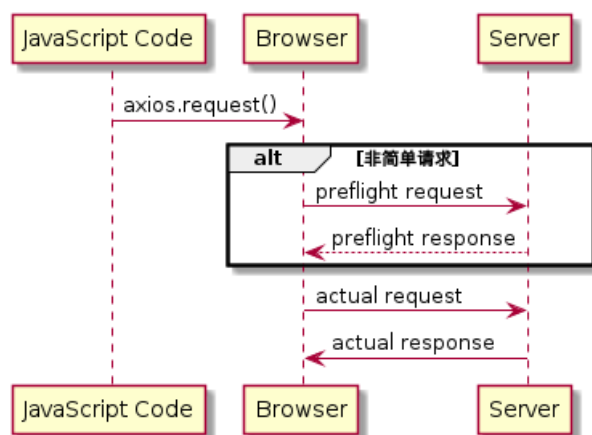 JavaScript Code Browser Server
axios.request()
alt [非简单请求]
preflight request
preflight response
actual request
actual response
JavaScript Code Browser Server